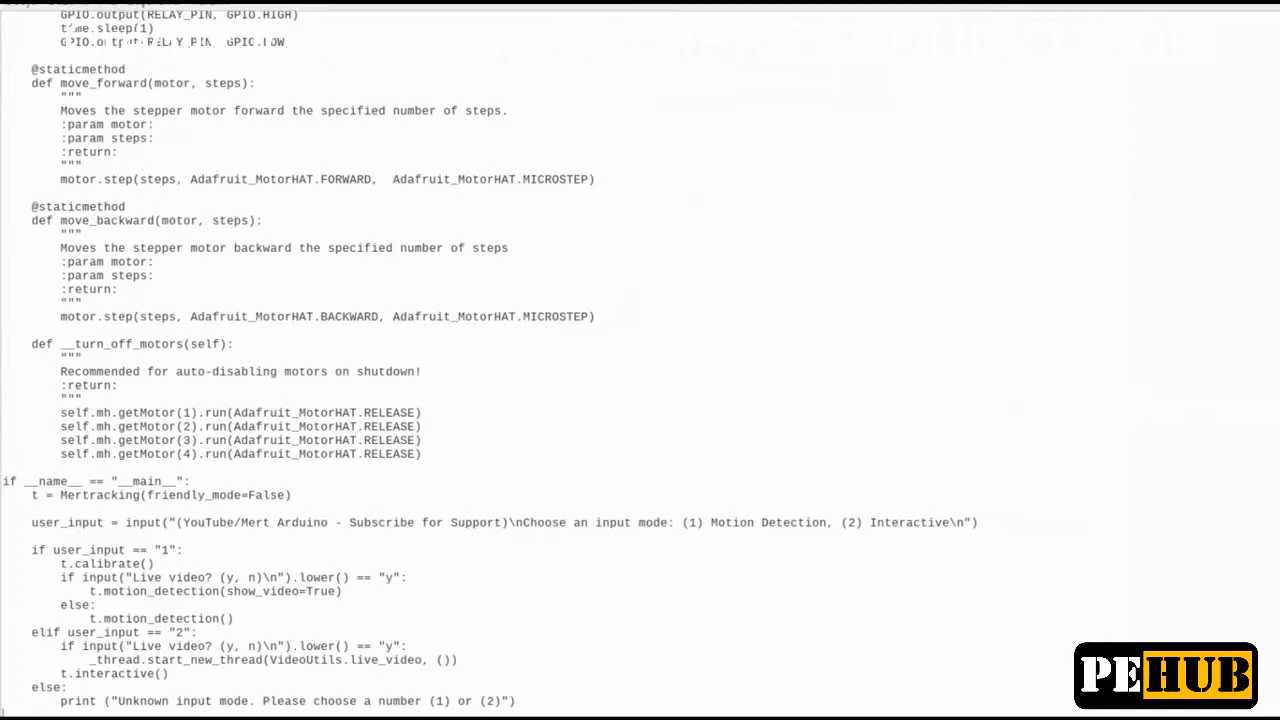 GPIO.output(RELAY_PIN, GPIO.HIGH)
time.sleep(1)
GPIO.output(RELAY_PIN, GPIO.LOW
@staticmethod
def move_forward(motor, steps):
"""
Moves the stepper motor forward the specified number of steps.
:param motor:
:param steps:
:return:
"""
motor.step(steps, Adafruit_MotorHAT.FORWARD,  Adafruit_MotorHAT.MICROSTEP)
@staticmethod
def move_backward(motor, steps):
"""
Moves the stepper motor backward the specified number of steps
:param motor:
:param steps:
:return:
"""
motor.step(steps, Adafruit_MotorHAT.BACKWARD, Adafruit_MotorHAT.MICROSTEP)
def __turn_off_motors(self):
"""
Recommended for auto-disabling motors on shutdown!
:return:
"""
self.mh.getMotor(1).run(Adafruit_MotorHAT.RELEASE)
self.mh.getMotor(2).run(Adafruit_MotorHAT.RELEASE)
self.mh.getMotor(3).run(Adafruit_MotorHAT.RELEASE)
self.mh.getMotor(4).run(Adafruit_MotorHAT.RELEASE)
if __name__ == "__main__":
t = Mertracking(friendly_mode=False)
user_input = input("(YouTube/Mert Arduino - Subscribe for Support)\nChoose an input mode: (1) Motion Detection, (2) Interactive\n")
if user_input == "1":
t.calibrate()
if input("Live video? (y, n)\n").lower() == "y":
t.motion_detection(show_video=True)
else:
t.motion_detection()
elif user_input == "2":
if input("Live video? (y, n)\n").lower() == "y":
_thread.start_new_thread(VideoUtils.live_video, ())
t.interactive()
else:
print ("Unknown input mode. Please choose a number (1) or (2)")
PEHUB